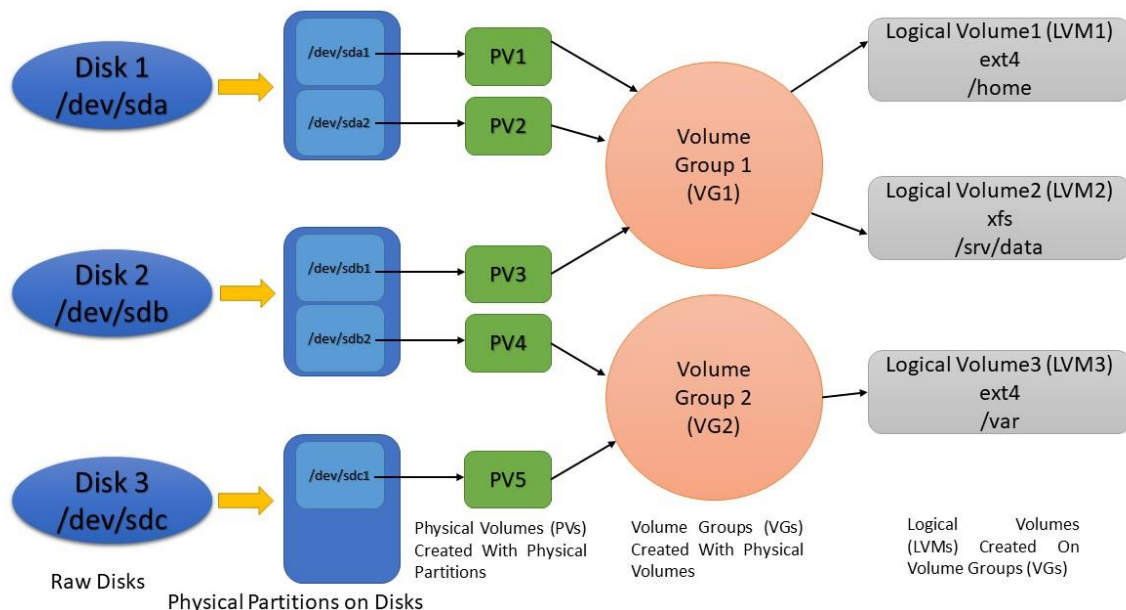 Disk 1
/dev/sda
/dev/sda1
/dev/sda2
PV1
PV2
Volume
Group 1
(VG1)
Logical Volume1 (LVM1)
ext4
/home
Logical Volume2 (LVM2)
xfs
/srv/data
Disk 2
/dev/sdb
/dev/sdb1
/dev/sdb2
PV3
PV4
Volume
Group 2
(VG2)
Logical Volume3 (LVM3)
ext4
/var
Disk 3
/dev/sdc
/dev/sdc1
PV5
Raw Disks
Physical Partitions on Disks
Physical Volumes (PVs)
Created With Physical
Partitions
Volume Groups (VGs)
Created With Physical
Volumes
Logical Volumes
(LVMs) Created On
Volume Groups (VGs)